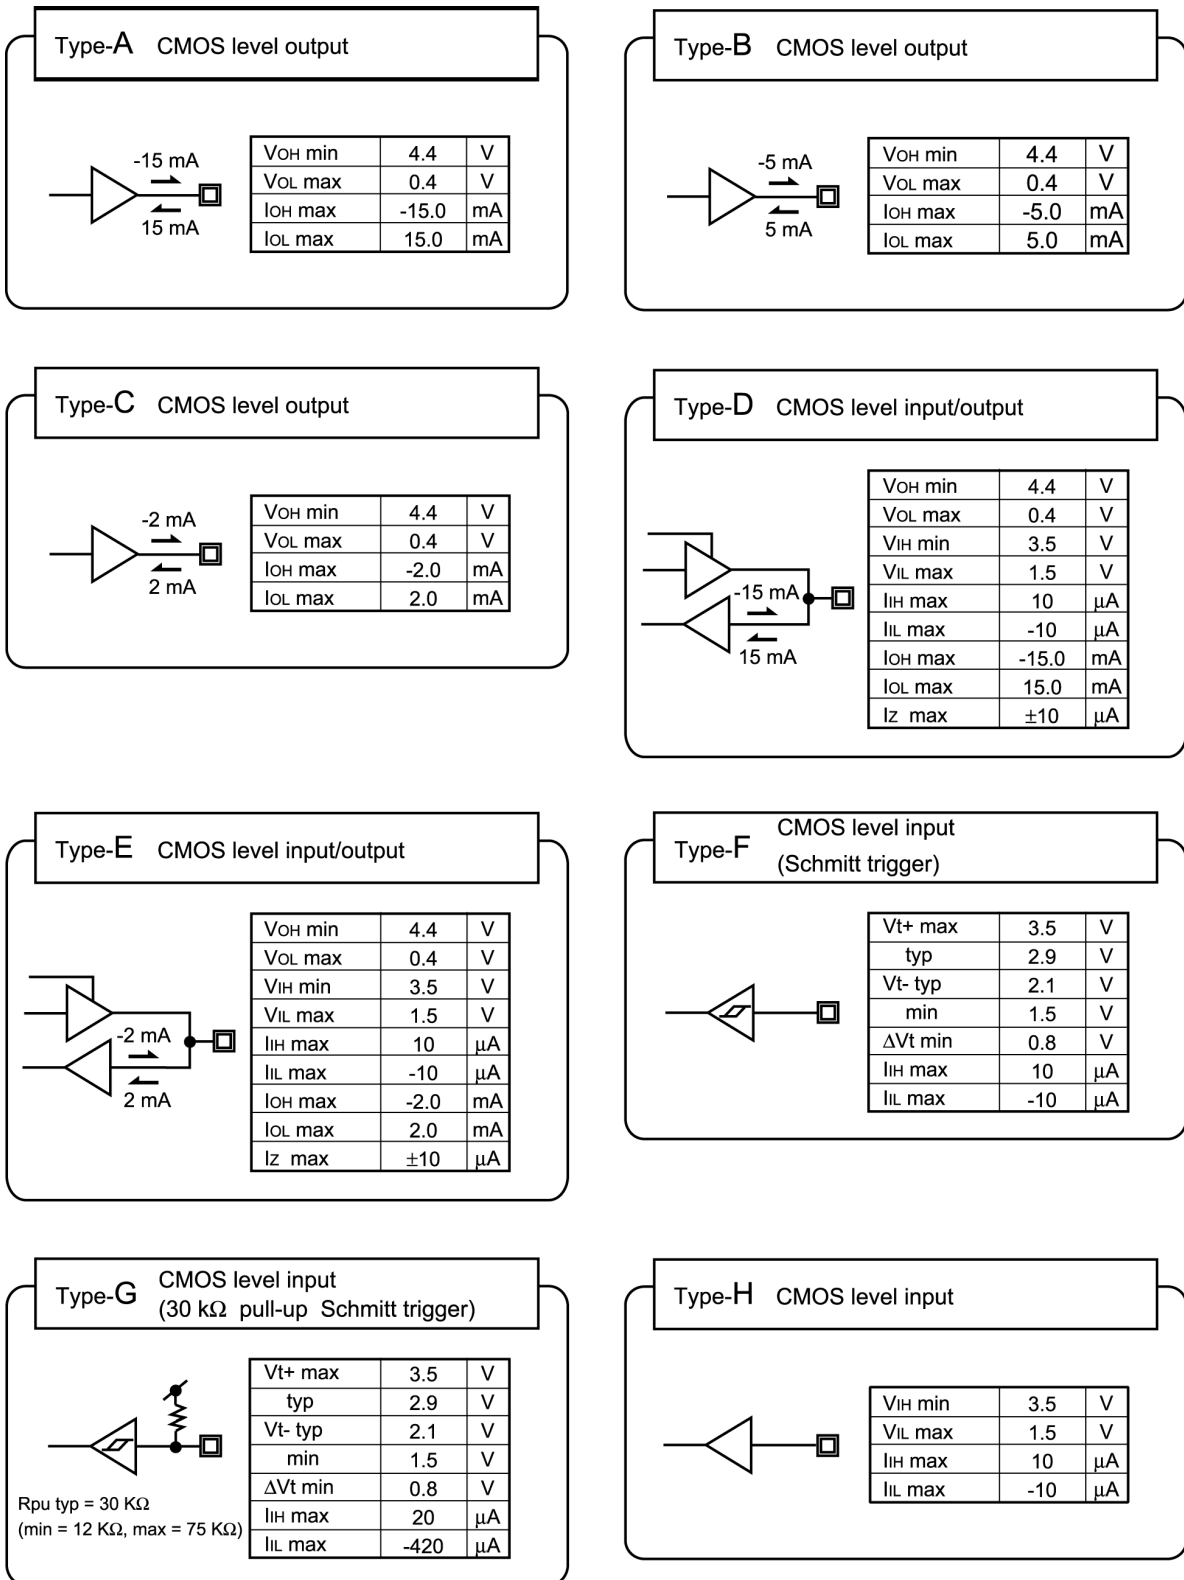 Type-A CMOS level output
-15 mA
15 mA
VOH min 4.4 V
VOL max 0.4 V
IOH max -15.0 mA
IOL max 15.0 mA
Type-B CMOS level output
-5 mA
5 mA
VOH min 4.4 V
VOL max 0.4 V
IOH max -5.0 mA
IOL max 5.0 mA
Type-C CMOS level output
-2 mA
2 mA
VOH min 4.4 V
VOL max 0.4 V
IOH max -2.0 mA
IOL max 2.0 mA
Type-D CMOS level input/output
-15 mA
15 mA
VOH min 4.4 V
VOL max 0.4 V
VIH min 3.5 V
VIL max 1.5 V
IIH max 10 µA
IIL max -10 µA
IOH max -15.0 mA
IOL max 15.0 mA
IZ max ±10 µA
Type-E CMOS level input/output
-2 mA
2 mA
VOH min 4.4 V
VOL max 0.4 V
VIH min 3.5 V
VIL max 1.5 V
IIH max 10 µA
IIL max -10 µA
IOH max -2.0 mA
IOL max 2.0 mA
IZ max ±10 µA
Type-F CMOS level input
(Schmitt trigger)
Vt+ max 3.5 V
typ 2.9 V
Vt- typ 2.1 V
min 1.5 V
ΔVt min 0.8 V
IIH max 10 µA
IIL max -10 µA
Type-G CMOS level input
(30 kΩ pull-up Schmitt trigger)
Rpu typ = 30 KΩ
(min = 12 KΩ, max = 75 KΩ)
Vt+ max 3.5 V
typ 2.9 V
Vt- typ 2.1 V
min 1.5 V
ΔVt min 0.8 V
IIH max 20 µA
IIL max -420 µA
Type-H CMOS level input
VIH min 3.5 V
VIL max 1.5 V
IIH max 10 µA
IIL max -10 µA